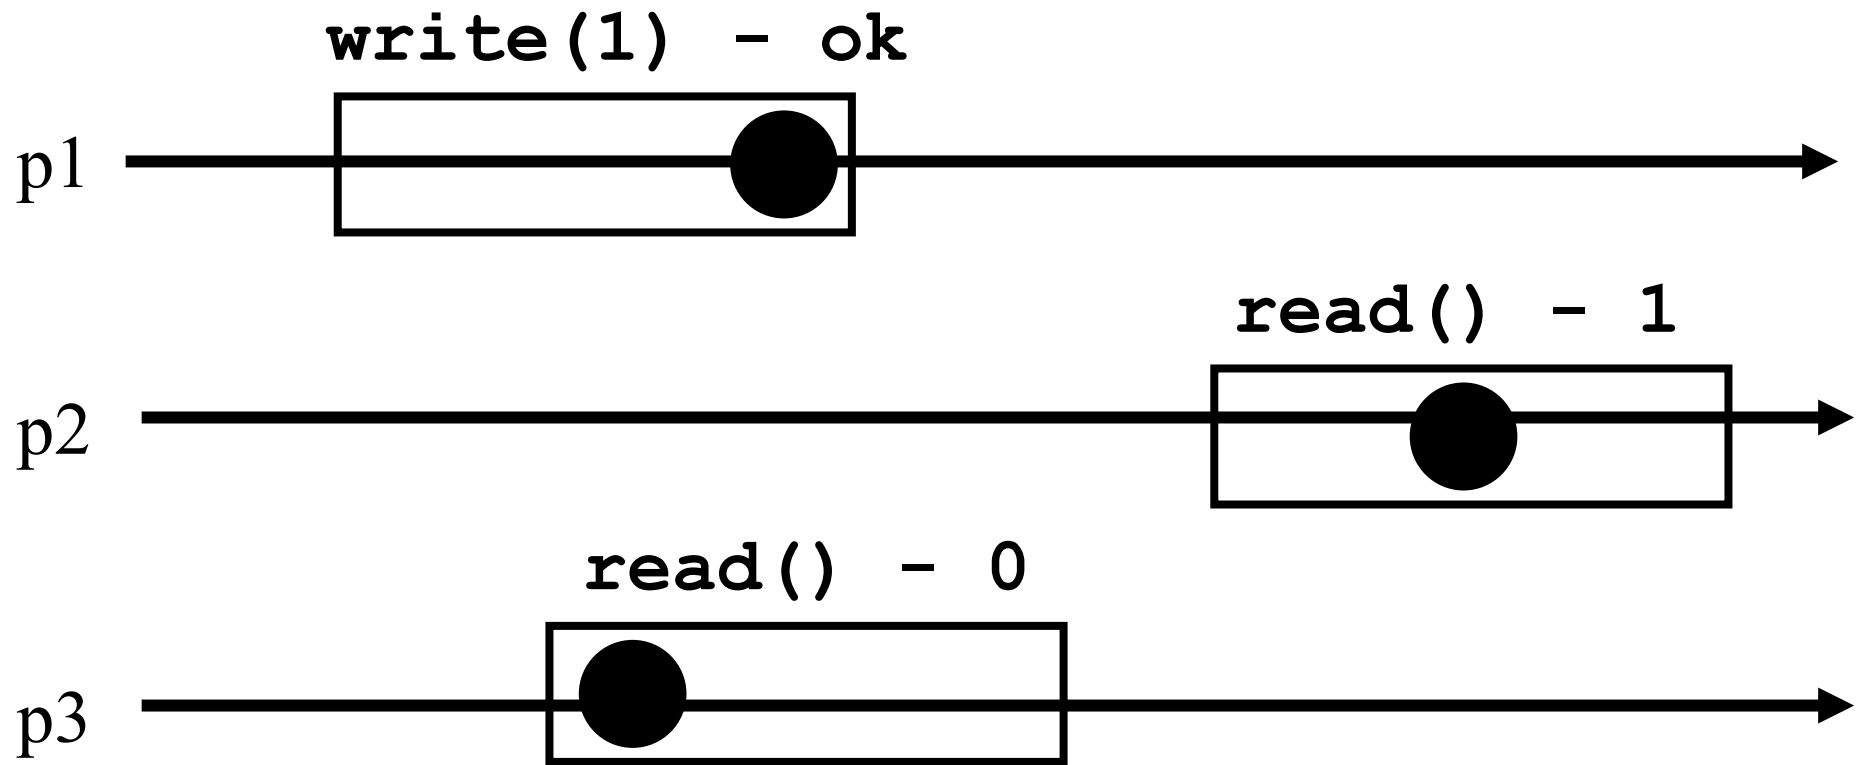 write(1) - ok
p1
read() - 1
p2
read() - 0
p3